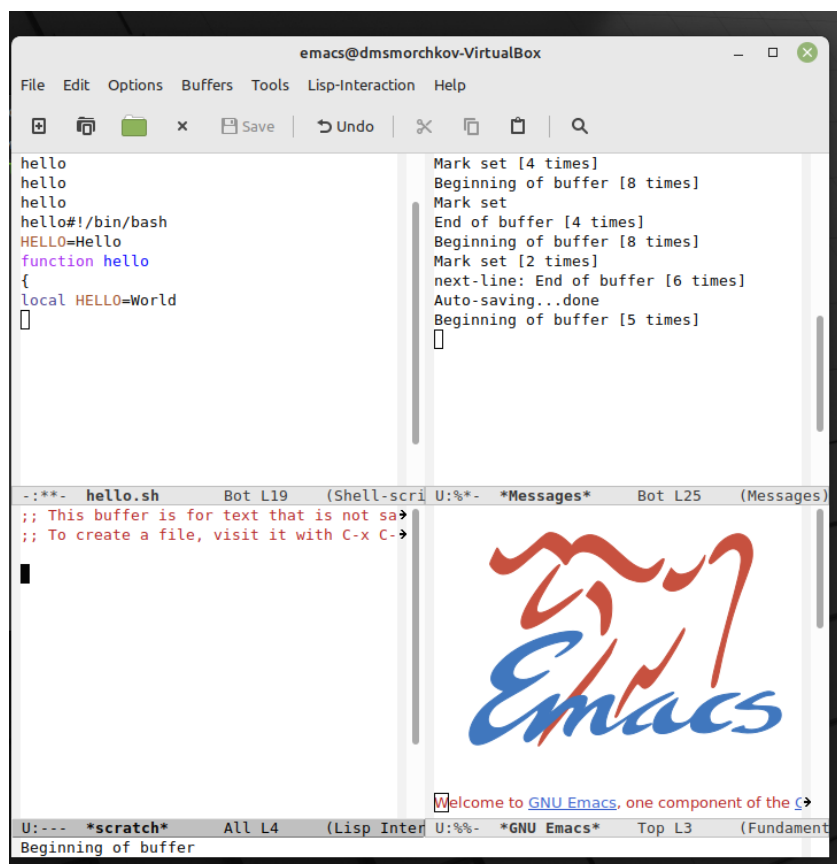 emacs@dmsmorchkov-VirtualBox
File Edit Options Buffers Tools Lisp-Interaction Help
Save Undo
hello
hello
hello
hello#!/bin/bash
HELLO=Hello
function hello
{
local HELLO=World
-:**- hello.sh Bot L19 (Shell-scri
Mark set [4 times]
Beginning of buffer [8 times]
Mark set
End of buffer [4 times]
Beginning of buffer [8 times]
Mark set [2 times]
next-line: End of buffer [6 times]
Auto-saving...done
Beginning of buffer [5 times]
U:%*- *Messages* Bot L25 (Messages)
;; This buffer is for text that is not sa
;; To create a file, visit it with C-x C-
U:--- *scratch* All L4 (Lisp Inter
Emacs
Welcome to GNU Emacs, one component of the
U:%%- *GNU Emacs* Top L3 (Fundament
Beginning of buffer